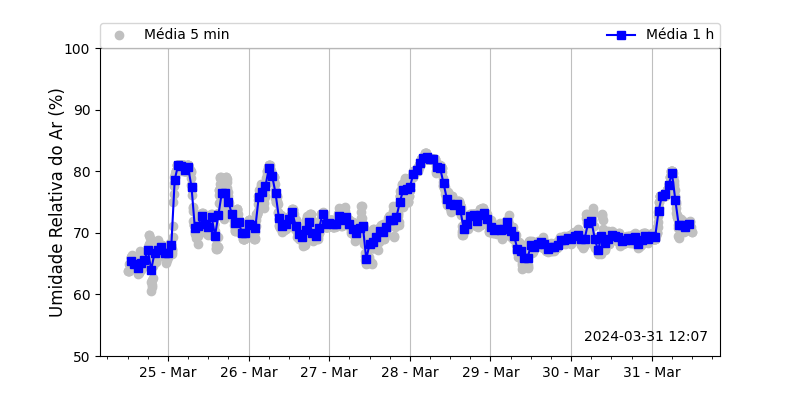 Média 5 min
Média 1 h
Umidade Relativa do Ar (%)
100
90
80
70
60
50
2024-03-31 12:07
25 - Mar
26 - Mar
27 - Mar
28 - Mar
29 - Mar
30 - Mar
31 - Mar